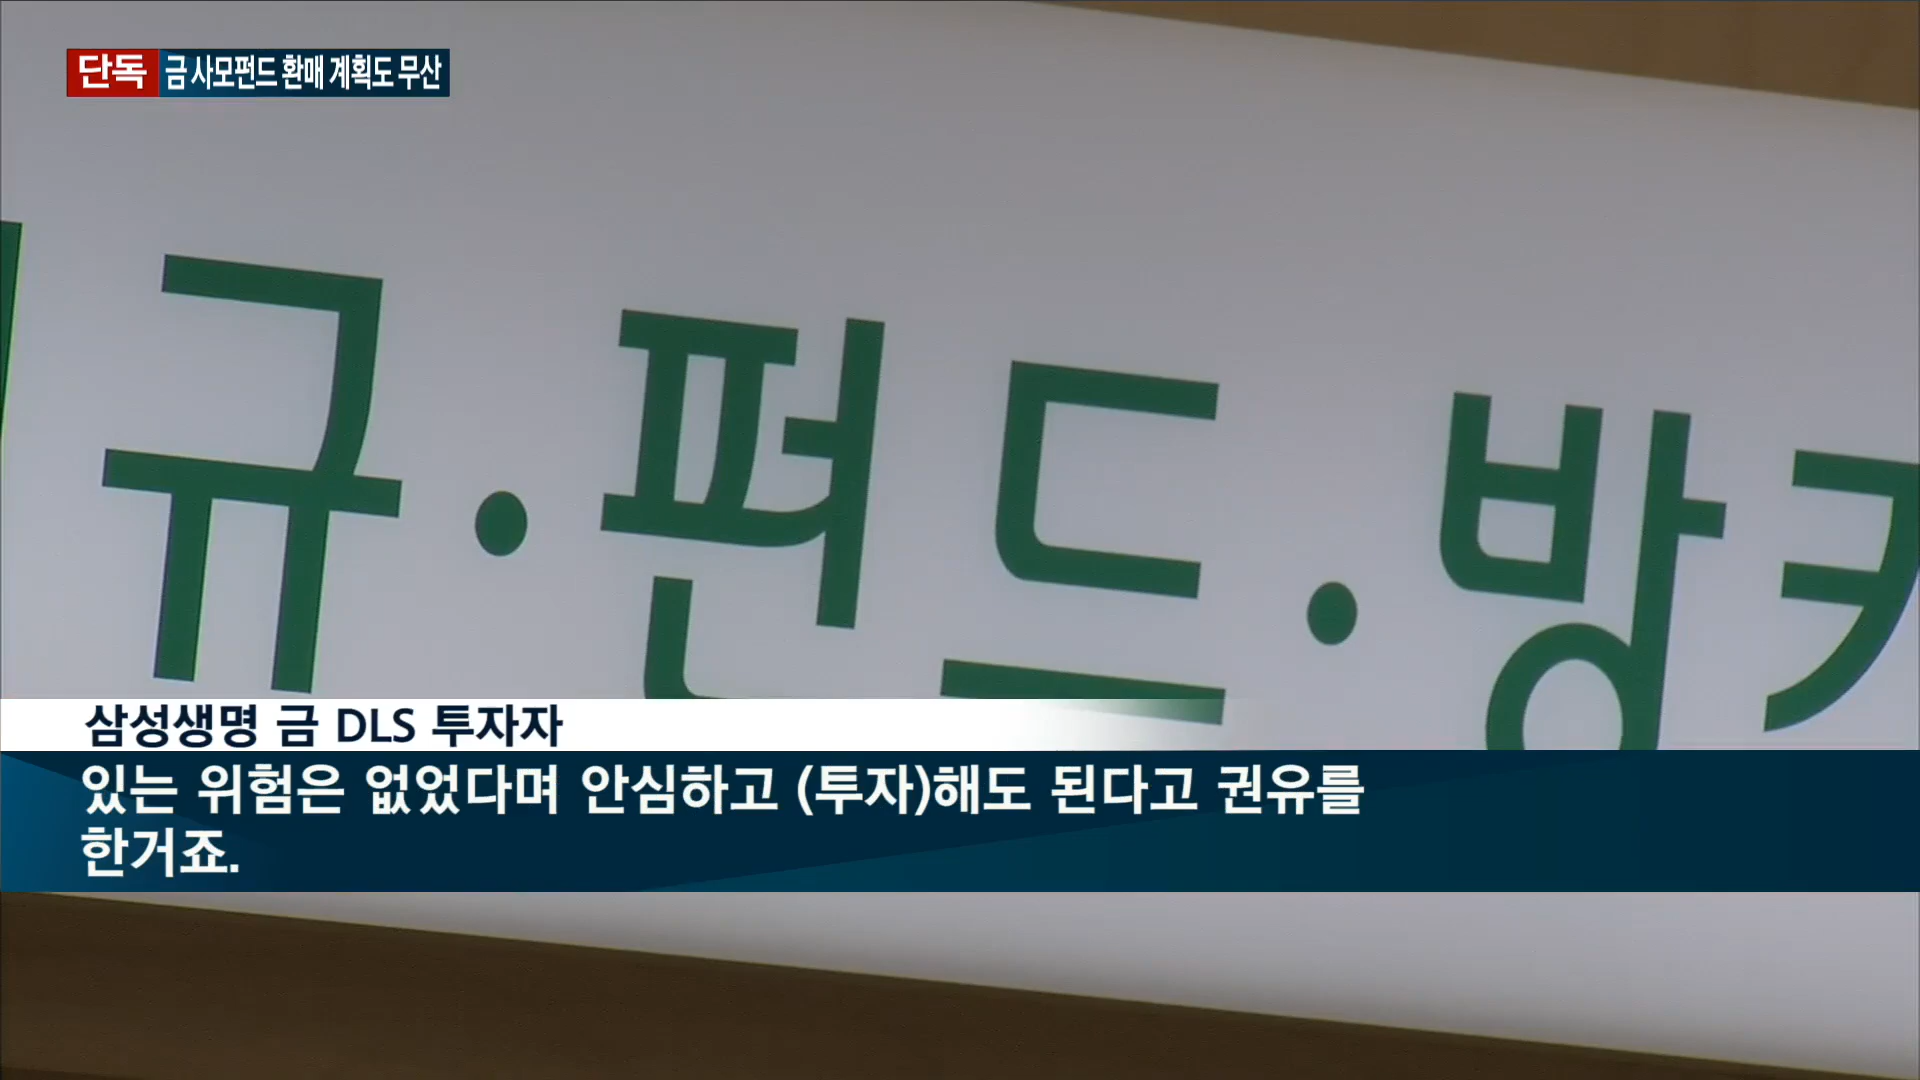 단독 금 사모펀드 환매 계획도 무산
규·펀드·방카
삼성생명 금 DLS 투자자
있는 위험은 없었다며 안심하고 (투자)해도 된다고 권유를
한거죠.